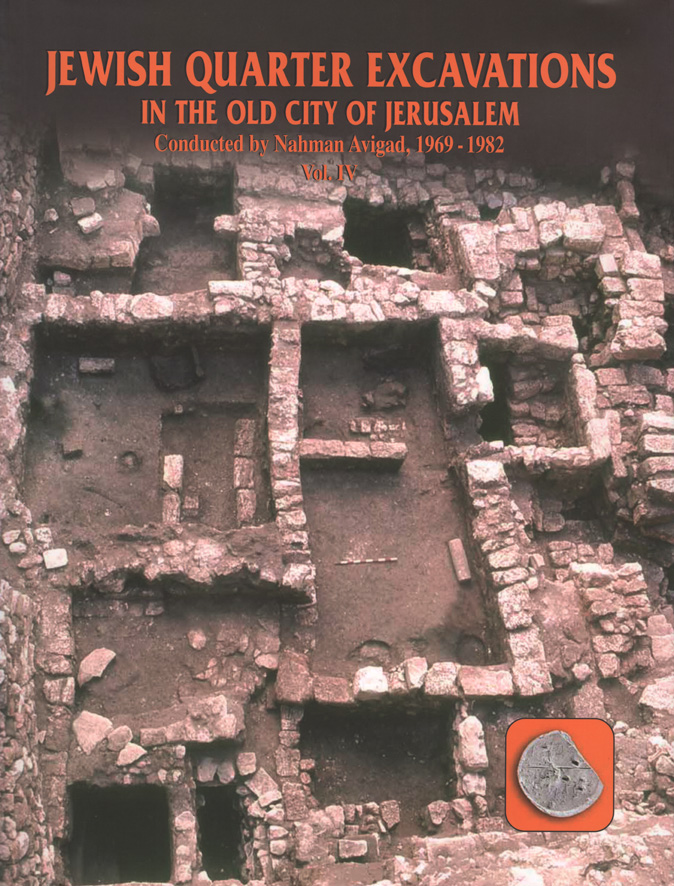 JEWISH QUARTER EXCAVATIONS
IN THE OLD CITY OF JERUSALEM
Conducted by Nahman Avigad, 1969 - 1982
Vol. IV